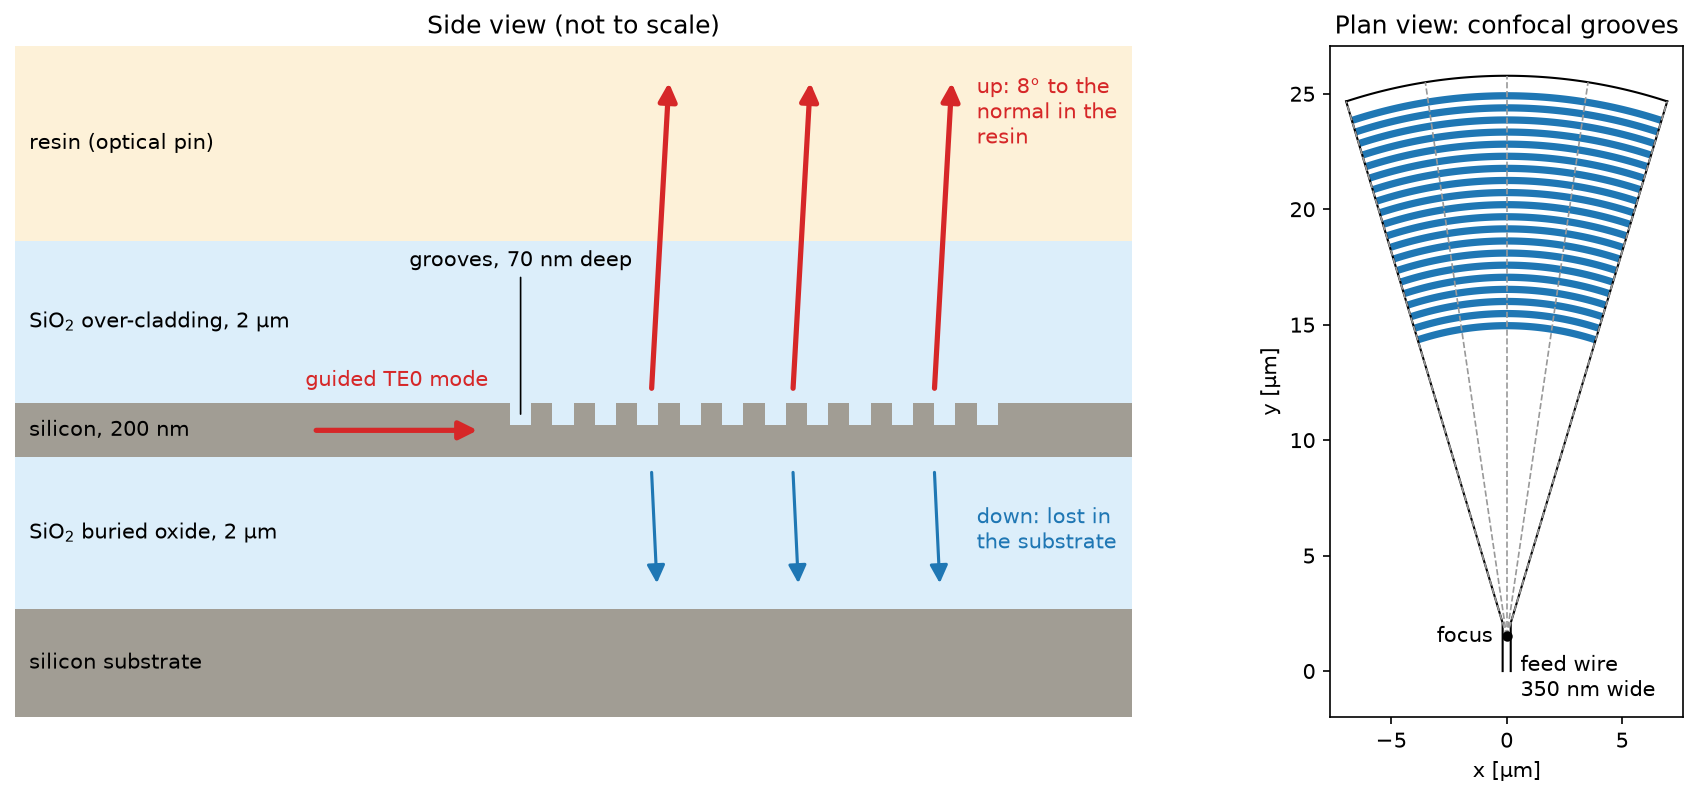 Side view (not to scale)
resin (optical pin)
up: 8° to the
normal in the
resin
grooves, 70 nm deep
SiO₂ over-cladding, 2 µm
guided TE0 mode
silicon, 200 nm
SiO₂ buried oxide, 2 µm
down: lost in
the substrate
silicon substrate
Plan view: confocal grooves
25
20
15
10
5
0
y [µm]
focus
feed wire
350 nm wide
−5 0 5
x [µm]